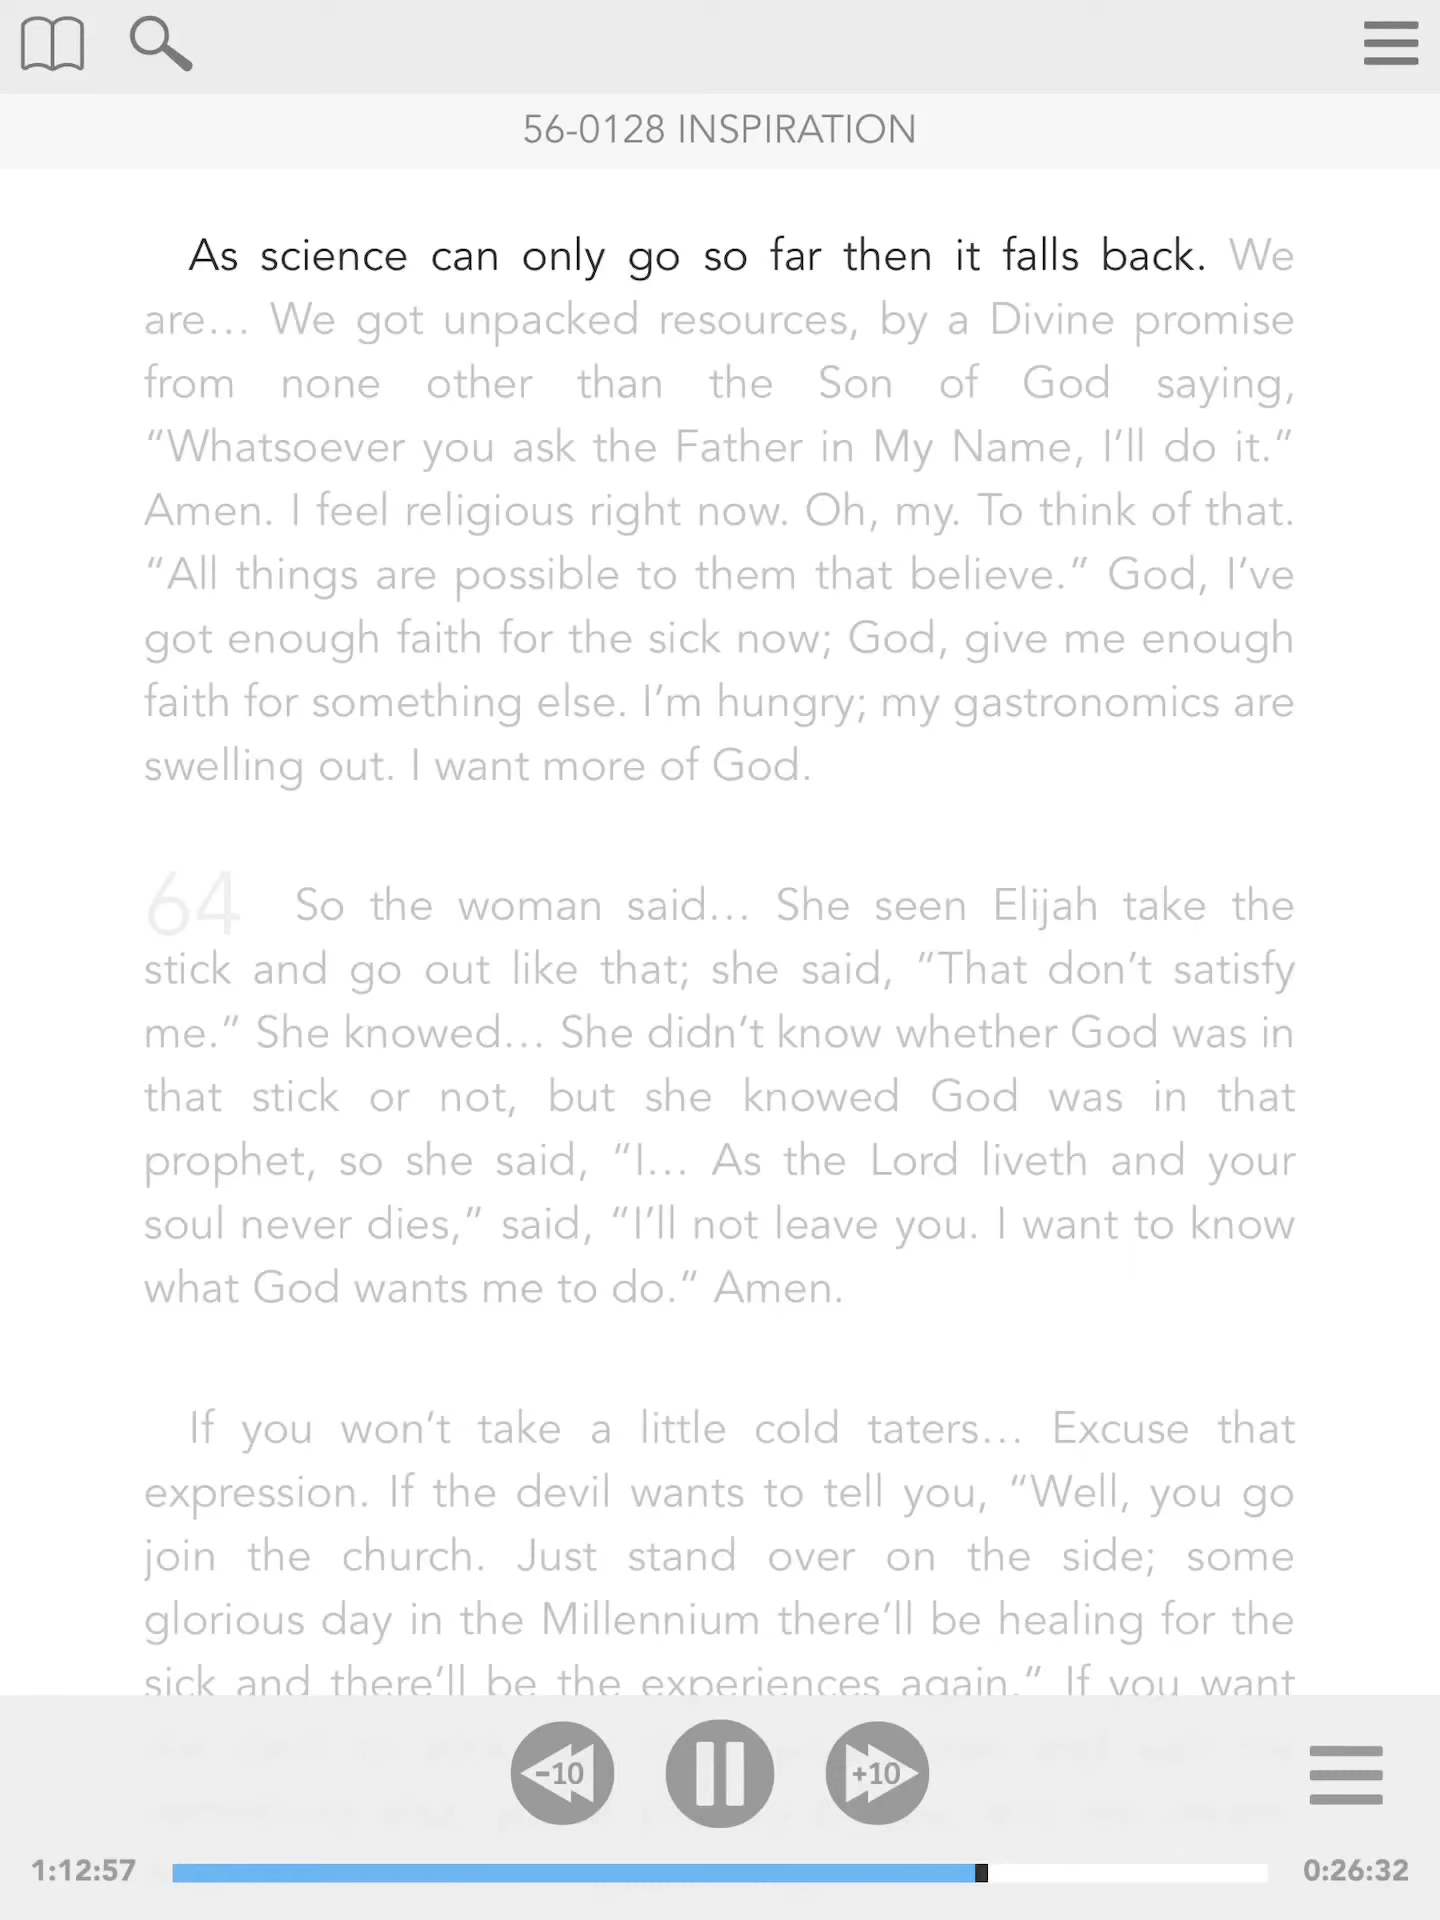 56-0128 INSPIRATION
As science can only go so far then it falls back. We
are… We got unpacked resources, by a Divine promise
from none other than the Son of God saying,
“Whatsoever you ask the Father in My Name, I’ll do it.”
Amen. I feel religious right now. Oh, my. To think of that.
“All things are possible to them that believe.” God, I’ve
got enough faith for the sick now; God, give me enough
faith for something else. I’m hungry; my gastronomics are
swelling out. I want more of God.
64 So the woman said… She seen Elijah take the
stick and go out like that; she said, “That don’t satisfy
me.” She knowed… She didn’t know whether God was in
that stick or not, but she knowed God was in that
prophet, so she said, “I… As the Lord liveth and your
soul never dies,” said, “I’ll not leave you. I want to know
what God wants me to do.” Amen.
If you won’t take a little cold taters… Excuse that
expression. If the devil wants to tell you, “Well, you go
join the church. Just stand over on the side; some
glorious day in the Millennium there’ll be healing for the
sick and there’ll be the experiences again.” If you want
-10 +10
1:12:57 0:26:32